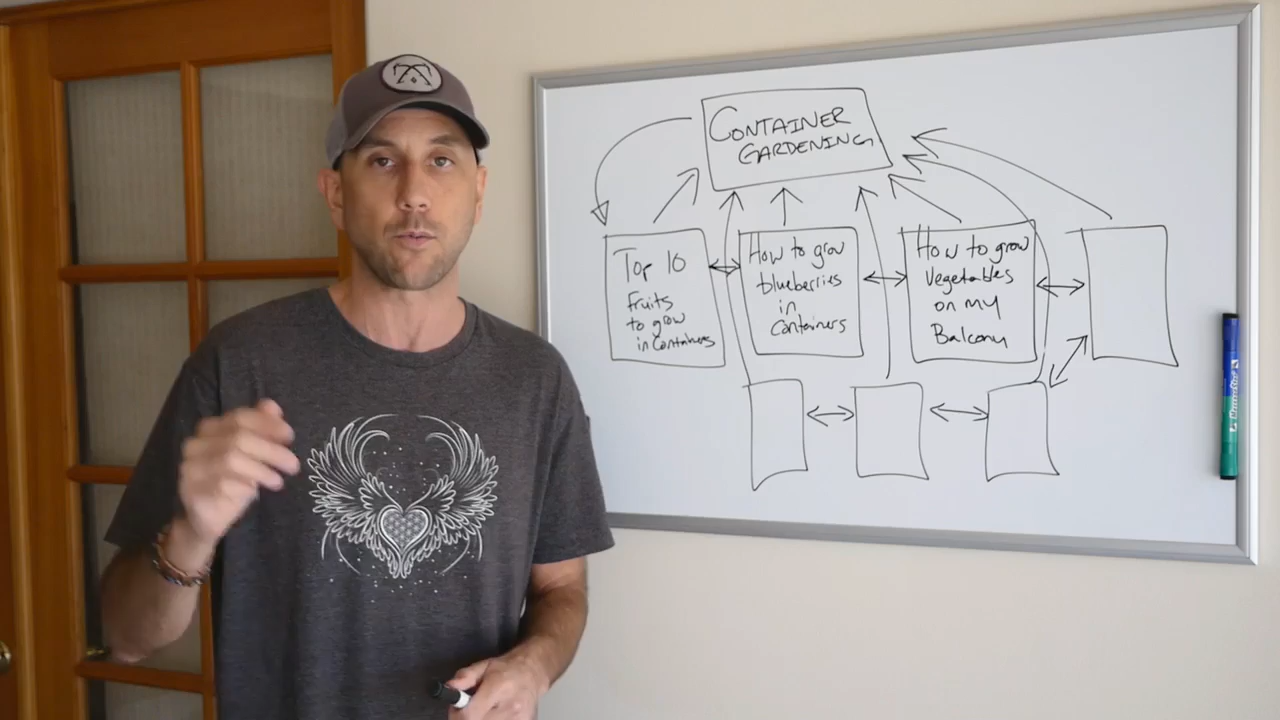 CONTAINER
GARDENING
Top 10
fruits
to grow
in Containers
How to grow
blueberries
in
Containers
How to grow
Vegetables
on my
Balcony